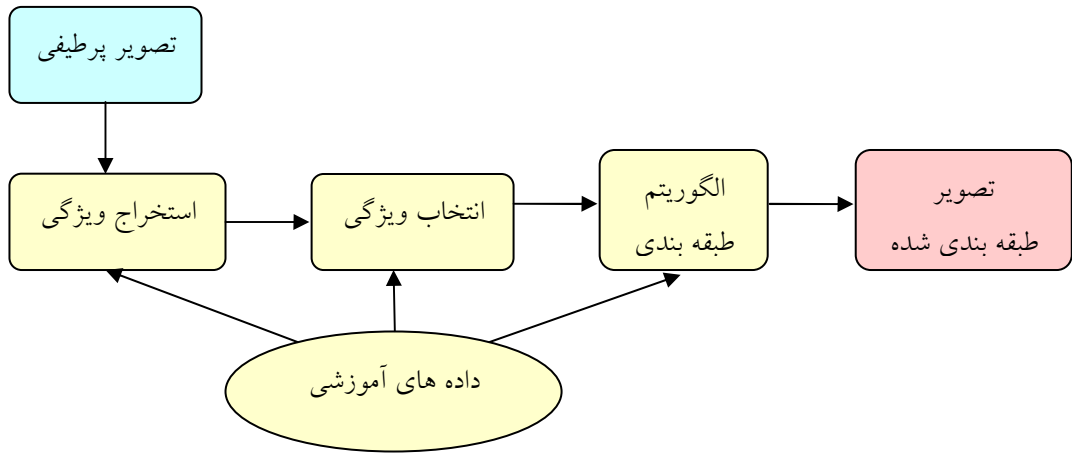 تصویر پرطیفی
استخراج ویژگی
انتخاب ویژگی
الگوریتم
طبقه بندی
تصویر
طبقه بندی شده
داده های آموزشی